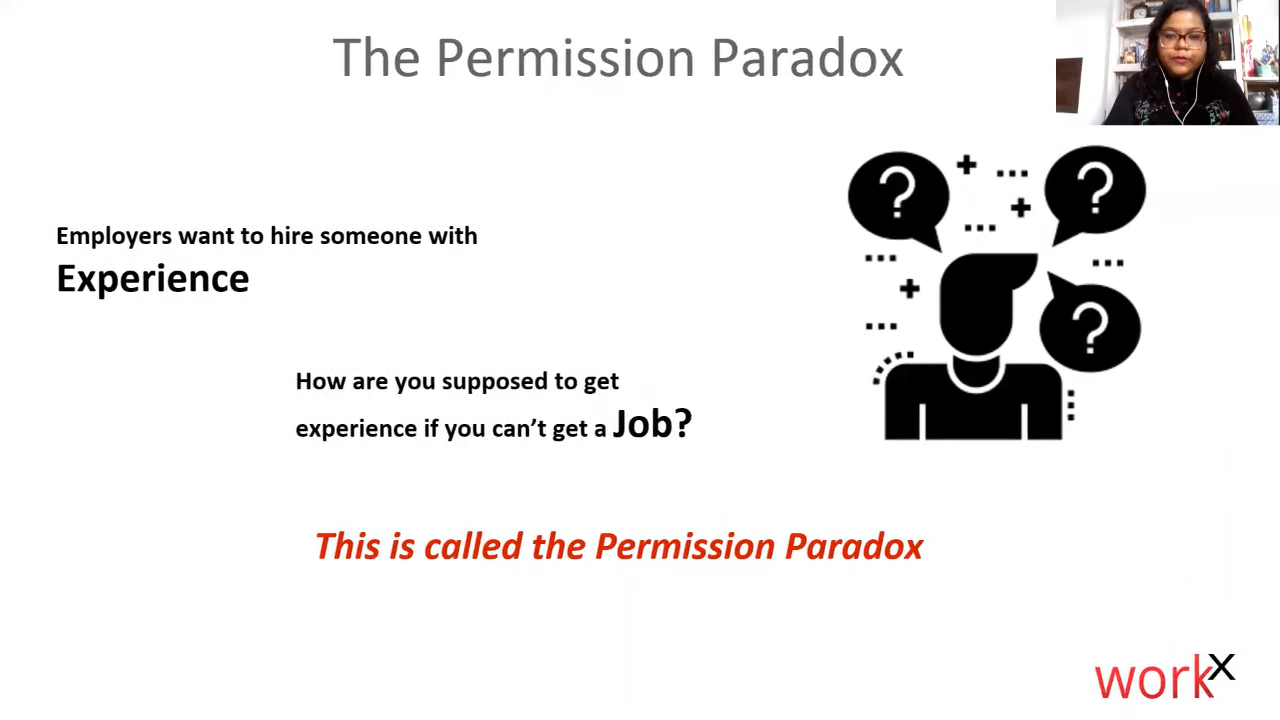 The Permission Paradox
Employers want to hire someone with
Experience
How are you supposed to get
experience if you can’t get a Job?
This is called the Permission Paradox
workx